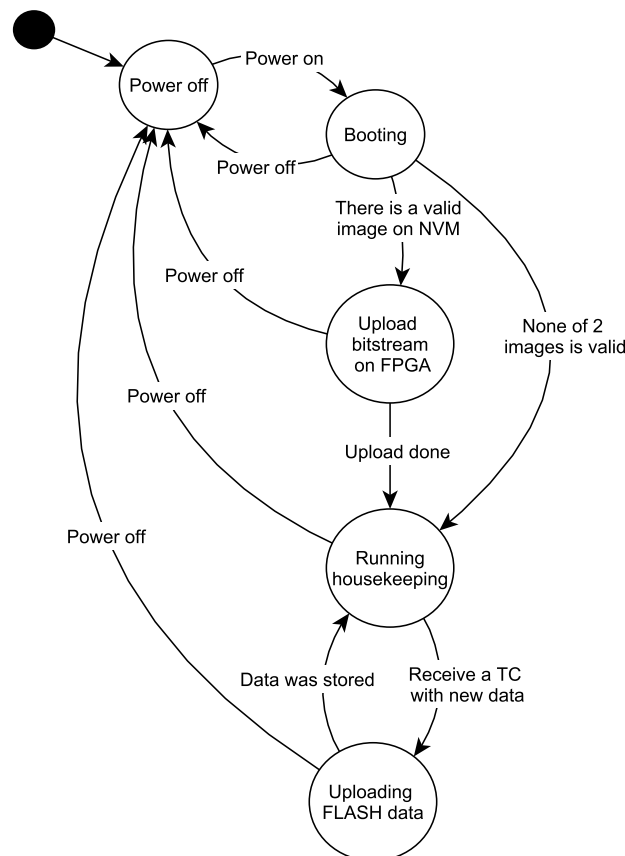 Power off
Power on
Booting
Power off
There is a valid
image on NVM
Power off
None of 2
images is valid
Upload
bitstream
on FPGA
Power off
Upload done
Power off
Running
housekeeping
Data was stored
Receive a TC
with new data
Uploading
FLASH data